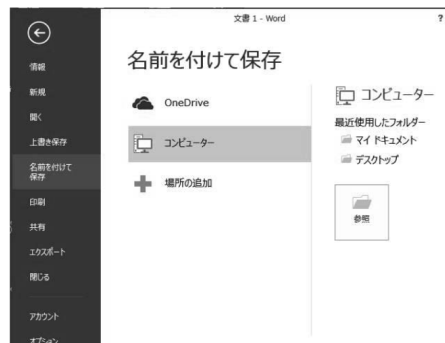 文書 1 - Word
?
情報
新規
開く
上書き保存
名前を付けて
保存
印刷
共有
エクスポート
閉じる
アカウント
オプション
名前を付けて保存
OneDrive
コンピューター
場所の追加
コンピューター
最近使用したフォルダー
マイ ドキュメント
デスクトップ
参照